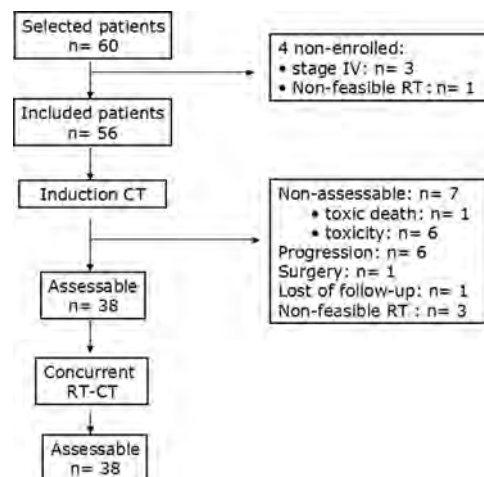 Selected patients
n= 60
4 non-enrolled:
• stage IV: n= 3
• Non-feasible RT: n= 1
Included patients
n= 56
Induction CT
Non-assessable: n= 7
• toxic death: n= 1
• toxicity: n= 6
Progression: n= 6
Surgery: n= 1
Lost of follow-up: n= 1
Non-feasible RT : n= 3
Assessable
n= 38
Concurrent
RT-CT
Assessable
n= 38